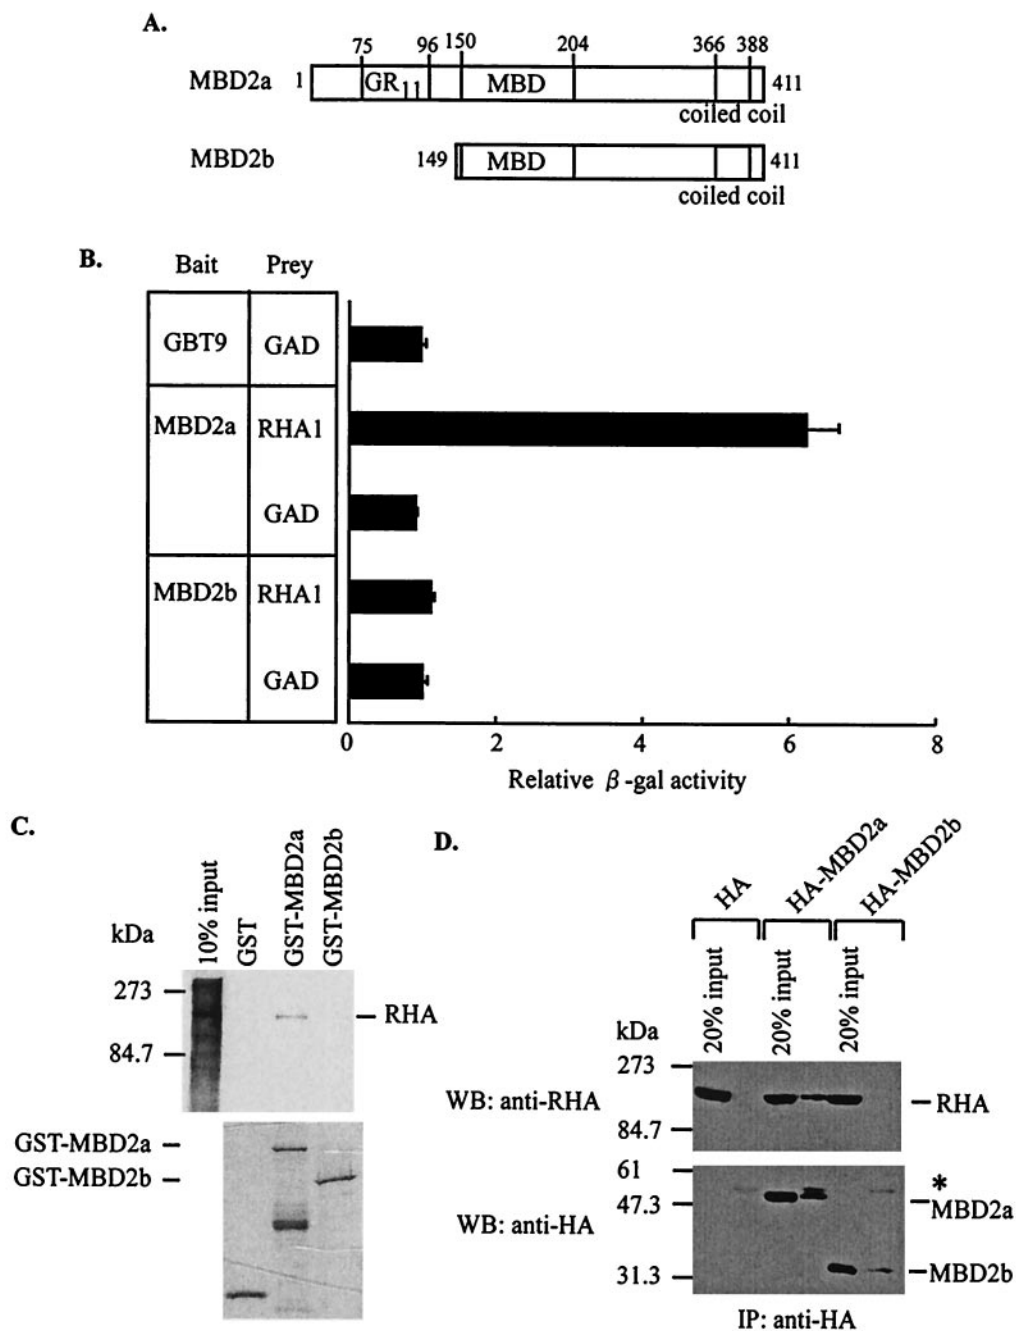 A.
75 96 150 204 366 388
MBD2a 1 GR11 MBD 411
coiled coil
MBD2b 149 MBD 411
coiled coil
B.
Bait Prey
GBT9 GAD
MBD2a RHA1
GAD
MBD2b RHA1
GAD
0 2 4 6 8
Relative β-gal activity
C.
kDa
10% input
GST
GST-MBD2a
GST-MBD2b
273
84.7
RHA
GST-MBD2a
GST-MBD2b
D.
HA
HA-MBD2a
HA-MBD2b
kDa
20% input
20% input
20% input
273
WB: anti-RHA
RHA
84.7
61
*
47.3
MBD2a
WB: anti-HA
31.3
MBD2b
IP: anti-HA